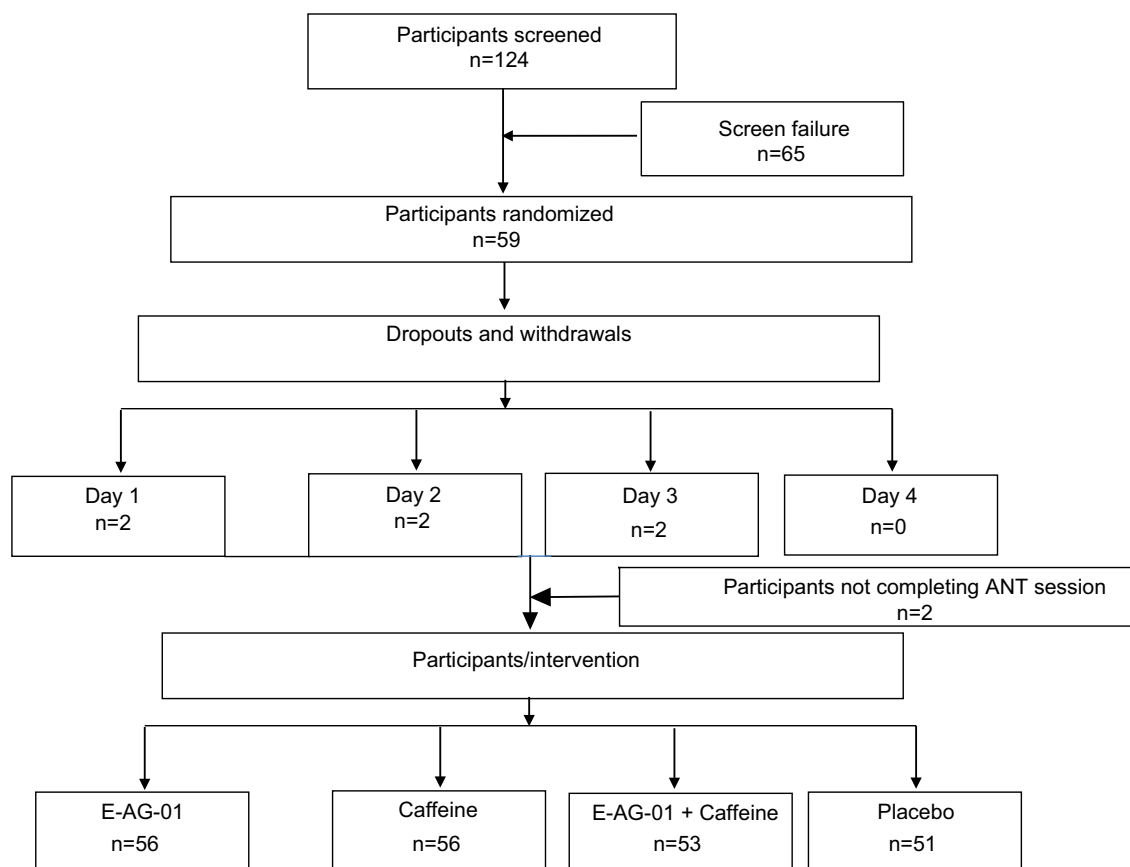 Participants screened
n=124
Screen failure
n=65
Participants randomized
n=59
Dropouts and withdrawals
Day 1
n=2
Day 2
n=2
Day 3
n=2
Day 4
n=0
Participants not completing ANT session
n=2
Participants/intervention
E-AG-01
n=56
Caffeine
n=56
E-AG-01 + Caffeine
n=53
Placebo
n=51